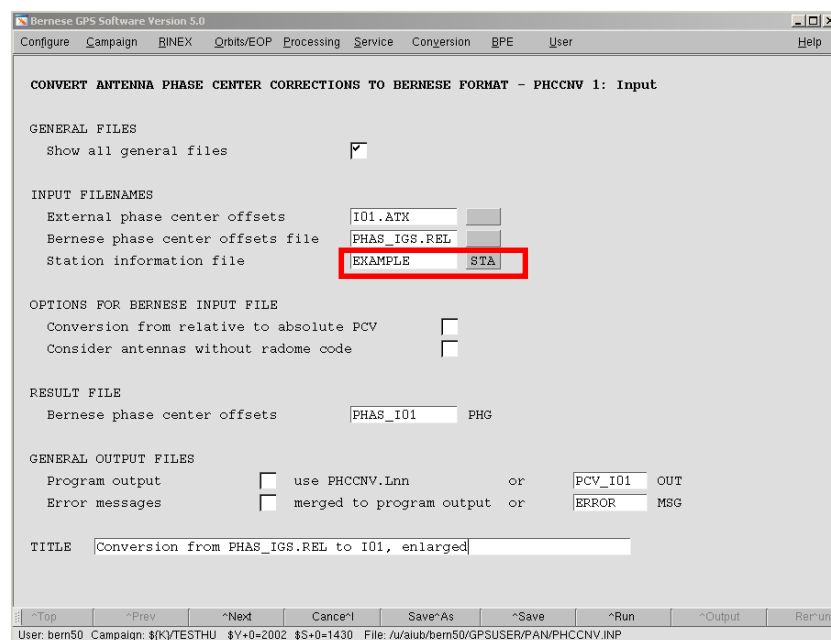 Bernese GPS Software Version 5.0
Configure Campaign RINEX Orbits/EOP Processing Service Conversion BPE User Help
CONVERT ANTENNA PHASE CENTER CORRECTIONS TO BERNESE FORMAT - PHCCNV 1: Input
GENERAL FILES
Show all general files
INPUT FILENAMES
External phase center offsets I01.ATX
Bernese phase center offsets file PHAS_IGS.REL
Station information file EXAMPLE STA
OPTIONS FOR BERNESE INPUT FILE
Conversion from relative to absolute PCV
Consider antennas without radome code
RESULT FILE
Bernese phase center offsets PHAS_I01 PHG
GENERAL OUTPUT FILES
Program output use PHCCNV.Lnn or PCV_I01 OUT
Error messages merged to program output or ERROR MSG
TITLE Conversion from PHAS_IGS.REL to I01, enlarged
^Top ^Prev ^Next Cance^l Save^As ^Save ^Run ^Output Rer^un
User: bern50 Campaign: ${K}/TESTHU $Y+0=2002 $S+0=1430 File: /u/aiub/bern50/GPSUSER/PAN/PHCCNV.INP